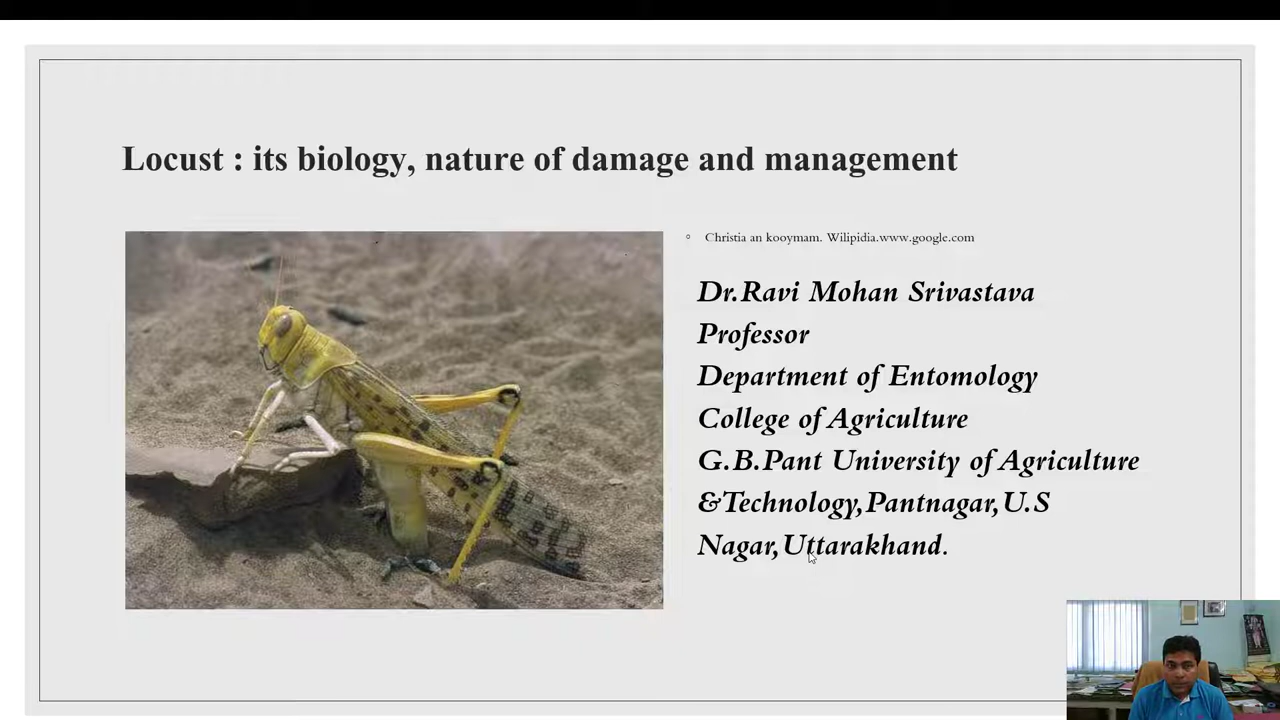 Locust : its biology, nature of damage and management
Christia an kooymam. Wilipidia.www.google.com
Dr.Ravi Mohan Srivastava
Professor
Department of Entomology
College of Agriculture
G.B.Pant University of Agriculture
&Technology,Pantnagar,U.S
Nagar,Uttarakhand.